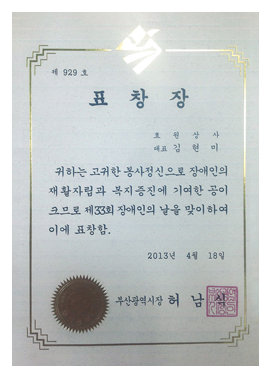 제 929 호
표 창 장
호 원 상 사
대표 김 현 미
귀하는 고귀한 봉사정신으로 장애인의
재활자립과 복지증진에 기여한 공이
크므로 제33회 장애인의 날을 맞이하여
이에 표창함.
2013년 4월 18일
부산광역시장 허 남 식